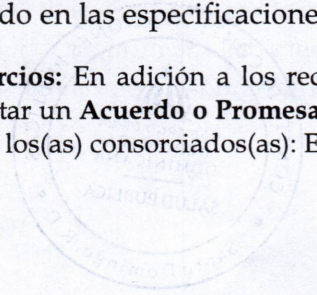 do en las especificacione
rcios: En adición a los rec
tar un Acuerdo o Promesa
los(as) consorciados(as): E